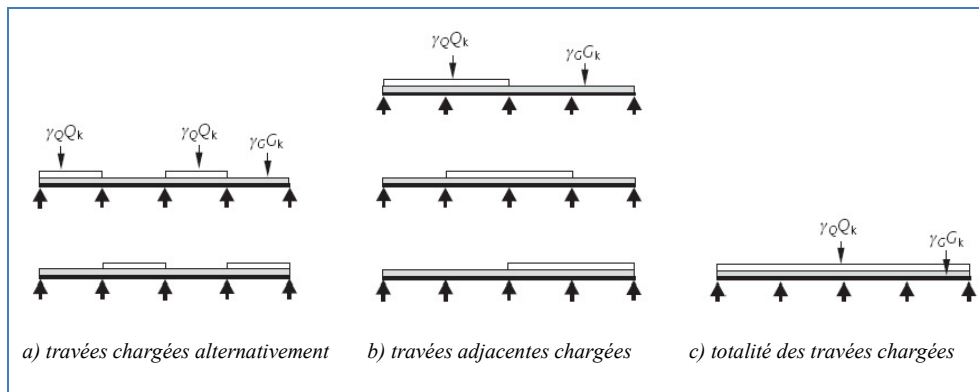 γQQk
γGGk
γQQk
γQQk
γGGk
γQQk
γGGk
a) travées chargées alternativement
b) travées adjacentes chargées
c) totalité des travées chargées